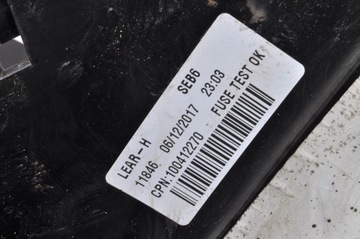 LEAR-H SEB6
11846 06/12/2017 23:03
CPN:100412270 FUSE TEST OK